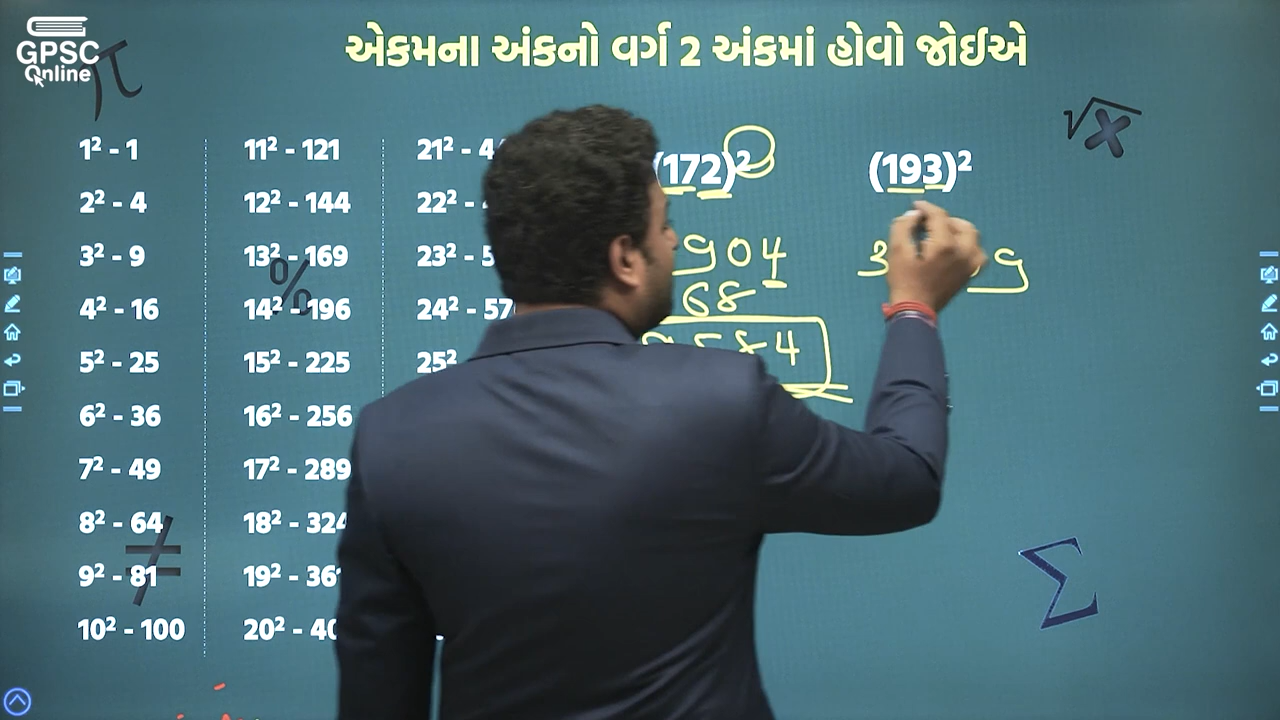 GPSC
Online
એકમના અંકનો વર્ગ 2 અંકમાં હોવો જોઈએ
1² - 1
2² - 4
3² - 9
4² - 16
5² - 25
6² - 36
7² - 49
8² - 64
9² - 81
10² - 100
11² - 121
12² - 144
13² - 169
14² - 196
15² - 225
16² - 256
17² - 289
18² - 324
19² - 361
20² - 40
21² - 4
22² -
23² - 5
24² - 57
25²
(172)²
904
(193)²
π
%
≠
√x
Σ